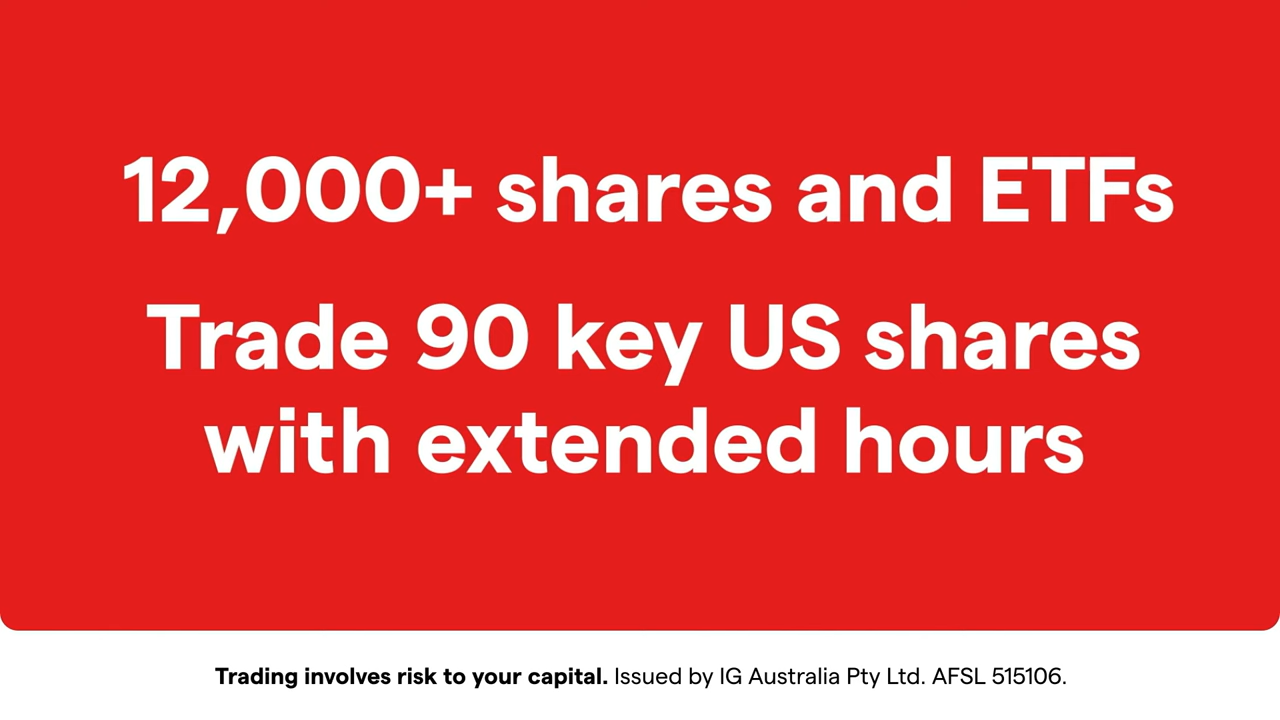 12,000+ shares and ETFs
Trade 90 key US shares
with extended hours
Trading involves risk to your capital. Issued by IG Australia Pty Ltd. AFSL 515106.